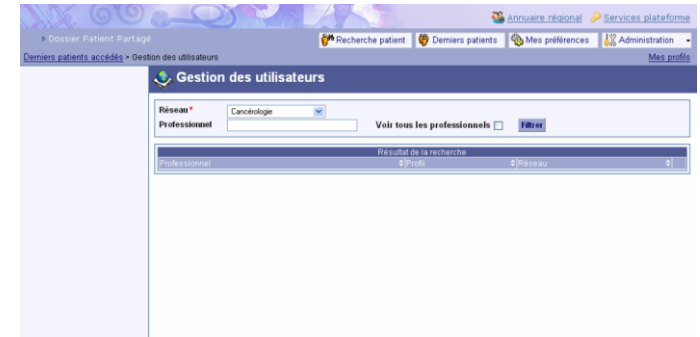 Annuaire régional Services plateforme
Dossier Patient Partagé
Recherche patient Derniers patients Mes préférences Administration
Derniers patients accédés > Gestion des utilisateurs Mes profils
Gestion des utilisateurs
Réseau * Cancérologie
Professionnel Voir tous les professionnels Filtrer
Résultat de la recherche
Professionnel Profil Réseau